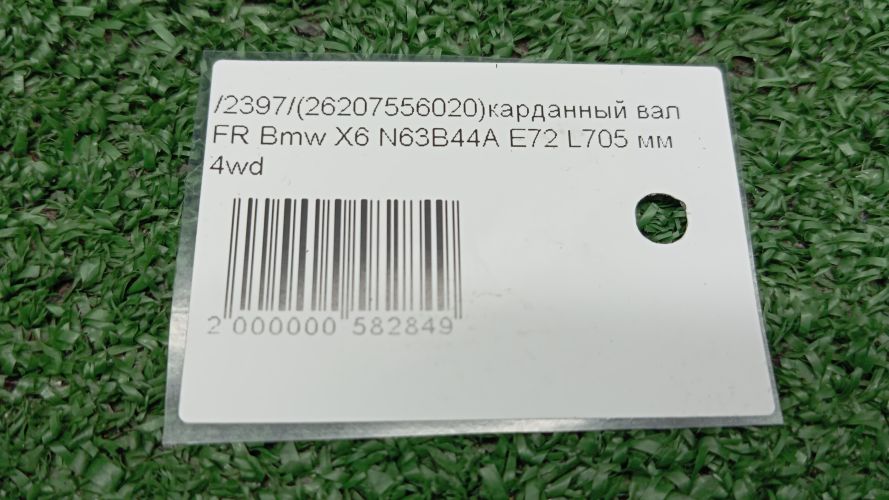 /2397/(26207556020)карданный вал
FR Bmw X6 N63B44A E72 L705 мм
4wd
2 000000 582849